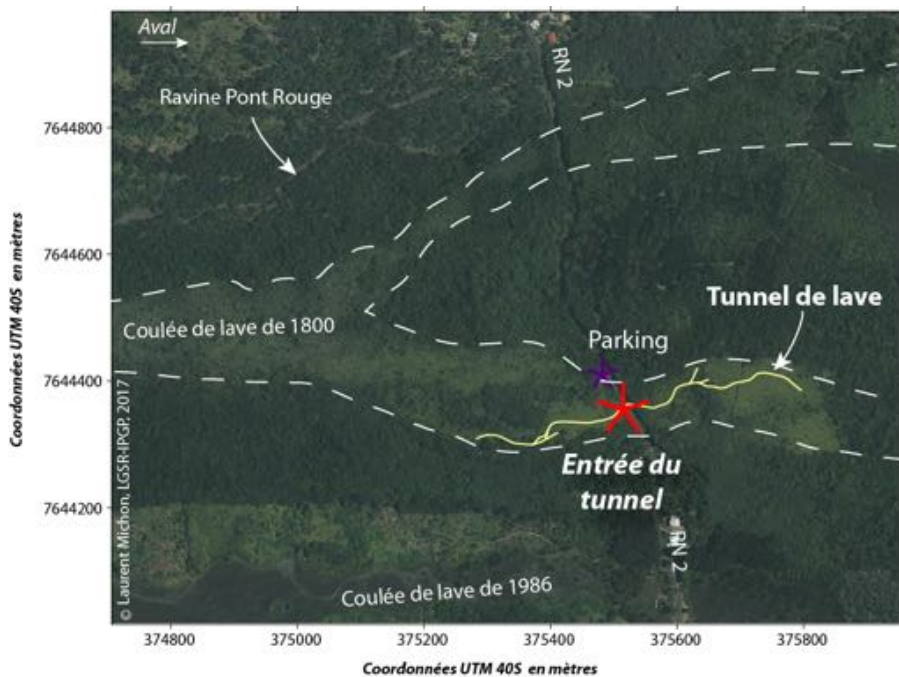 Aval
RN 2
Ravine Pont Rouge
7644800
7644600
7644400
7644200
Coordonnées UTM 40S en mètres
Tunnel de lave
Coulée de lave de 1800
Parking
Entrée du
tunnel
RN 2
Coulée de lave de 1986
© Laurent Michon, LGSR-IPGP, 2017
374800
375000
375200
375400
375600
375800
Coordonnées UTM 40S en mètres